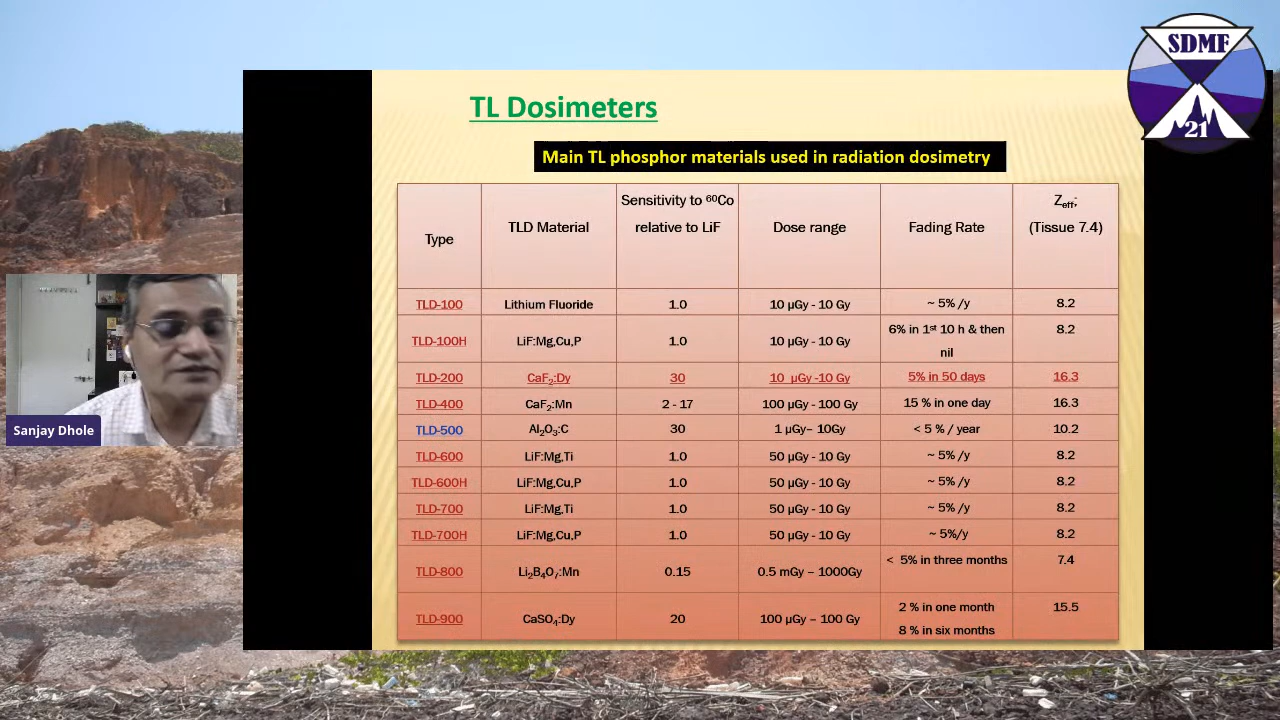 SDMF
21
TL Dosimeters
Main TL phosphor materials used in radiation dosimetry
Type
TLD Material
Sensitivity to ⁶⁰Co
relative to LiF
Dose range
Fading Rate
Zeff;
(Tissue 7.4)
TLD-100 Lithium Fluoride 1.0 10 µGy - 10 Gy ~ 5% /y 8.2
TLD-100H LiF:Mg,Cu,P 1.0 10 µGy - 10 Gy 6% in 1st 10 h & then
nil
8.2
TLD-200 CaF₂:Dy 30 10 µGy -10 Gy 5% in 50 days 16.3
TLD-400 CaF₂:Mn 2 - 17 100 µGy - 100 Gy 15 % in one day 16.3
TLD-500 Al₂O₃:C 30 1 µGy– 10Gy < 5 % / year 10.2
TLD-600 LiF:Mg,Ti 1.0 50 µGy - 10 Gy ~ 5% /y 8.2
TLD-600H LiF:Mg,Cu,P 1.0 50 µGy - 10 Gy ~ 5% /y 8.2
TLD-700 LiF:Mg,Ti 1.0 50 µGy - 10 Gy ~ 5% /y 8.2
TLD-700H LiF:Mg,Cu,P 1.0 50 µGy - 10 Gy ~ 5%/y 8.2
TLD-800 Li₂B₄O₇:Mn 0.15 0.5 mGy – 1000Gy < 5% in three months 7.4
TLD-900 CaSO₄:Dy 20 100 µGy – 100 Gy 2 % in one month
8 % in six months
15.5
Sanjay Dhole